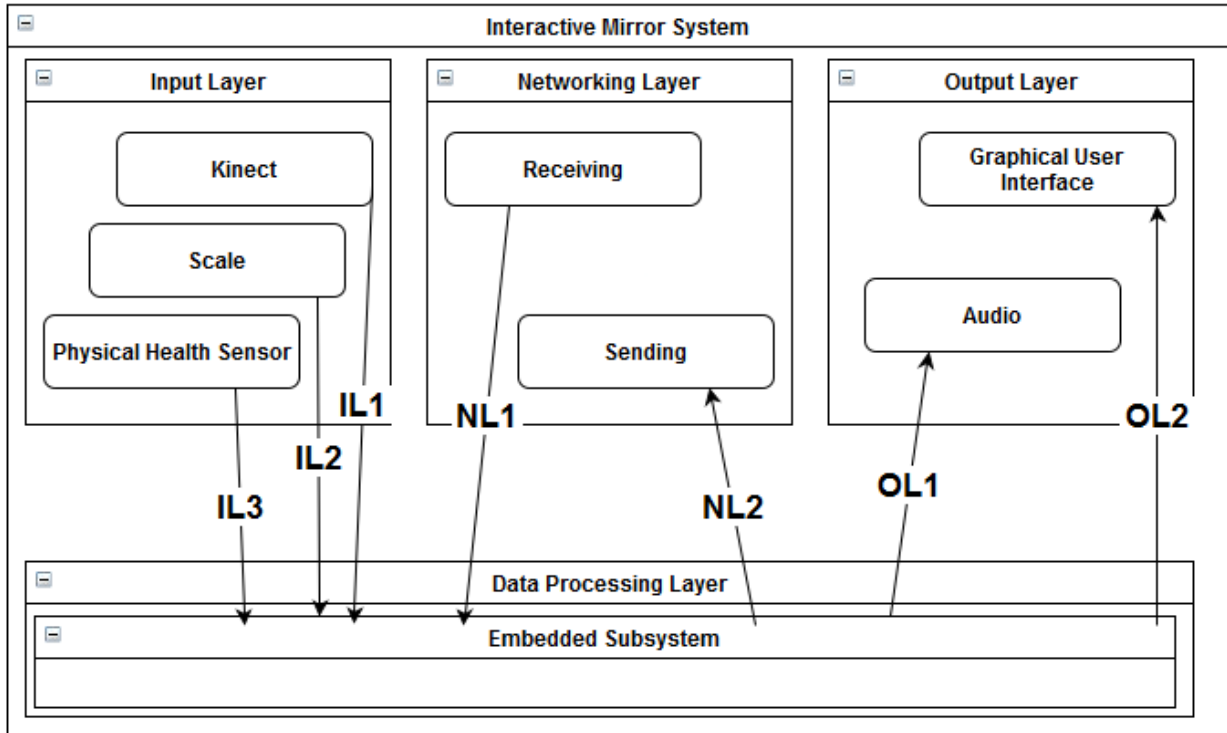 Interactive Mirror System
Input Layer
Kinect
Scale
Physical Health Sensor
IL1
IL2
IL3
Networking Layer
Receiving
Sending
NL1
NL2
Output Layer
Graphical User
Interface
Audio
OL1
OL2
Data Processing Layer
Embedded Subsystem